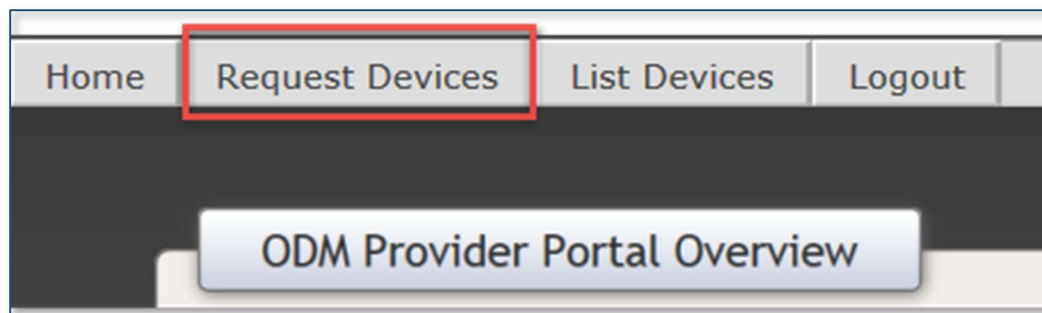 Home Request Devices List Devices Logout
ODM Provider Portal Overview